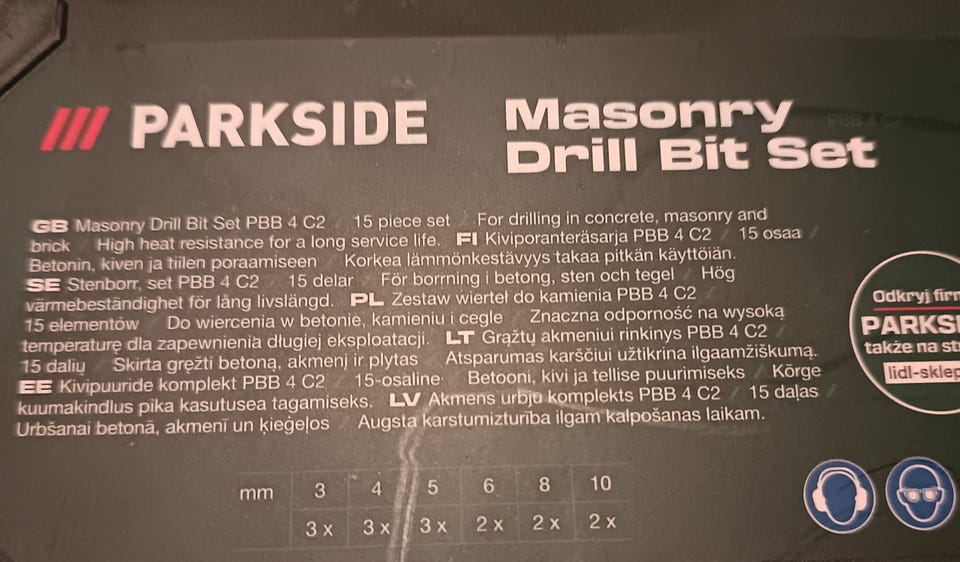 PARKSIDE
Masonry
Drill Bit Set
PBB 4 C2
GB Masonry Drill Bit Set PBB 4 C2 / 15 piece set / For drilling in concrete, masonry and
brick / High heat resistance for a long service life. FI Kiviporanteräsarja PBB 4 C2 / 15 osaa /
Betonin, kiven ja tiilen poraamiseen / Korkea lämmönkestävyys takaa pitkän käyttöiän.
SE Stenborr, set PBB 4 C2 / 15 delar / För borrning i betong, sten och tegel / Hög
värmebeständighet för lång livslängd. PL Zestaw wierteł do kamienia PBB 4 C2 /
15 elementów / Do wiercenia w betonie, kamieniu i cegle / Znaczna odporność na wysoką
temperaturę dla zapewnienia długiej eksploatacji. LT Grąžtų akmeniui rinkinys PBB 4 C2 /
15 dalių / Skirta gręžti betoną, akmenį ir plytas / Atsparumas karščiui užtikrina ilgaamžiškumą.
EE Kivipuuride komplekt PBB 4 C2 / 15-osaline / Betooni, kivi ja tellise puurimiseks / Kõrge
kuumakindlus pika kasutusea tagamiseks. LV Akmens urbju komplekts PBB 4 C2 / 15 daļas /
Urbšanai betonā, akmenī un ķieģeļos / Augsta karstumizturība ilgam kalpošanas laikam.
Odkryj firm
PARKSI
także na st
lidl-sklep
mm 3 4 5 6 8 10
3 x 3 x 3 x 2 x 2 x 2 x